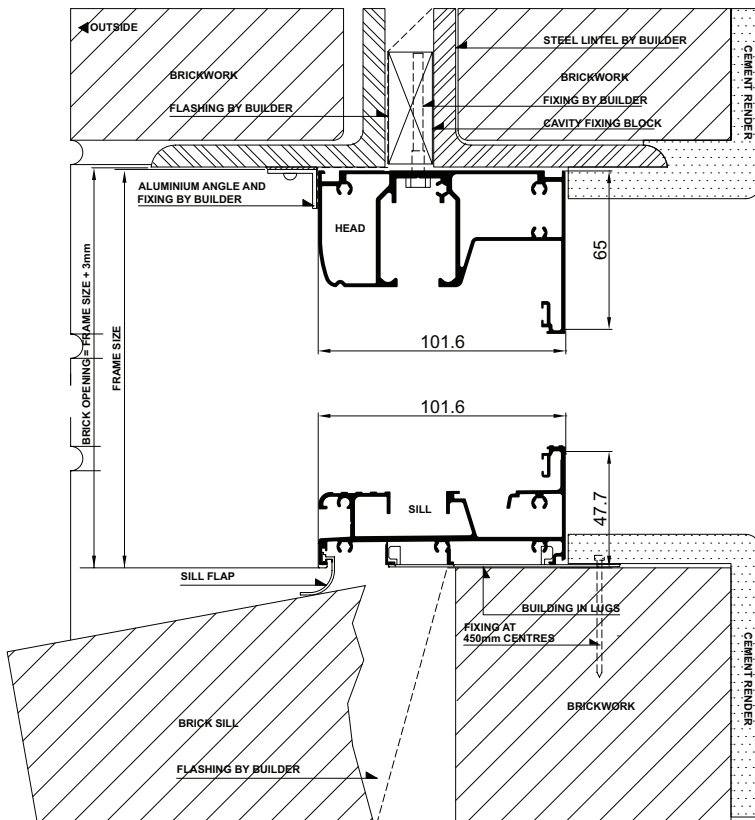 OUTSIDE
STEEL LINTEL BY BUILDER
BRICKWORK
BRICKWORK
CEMENT RENDER
FLASHING BY BUILDER
FIXING BY BUILDER
CAVITY FIXING BLOCK
ALUMINIUM ANGLE AND
FIXING BY BUILDER
HEAD
65
BRICK OPENING = FRAME SIZE + 3mm
FRAME SIZE
101.6
101.6
SILL
47.7
SILL FLAP
BUILDING IN LUGS
FIXING AT
450mm CENTRES
CEMENT RENDER
BRICKWORK
BRICK SILL
FLASHING BY BUILDER